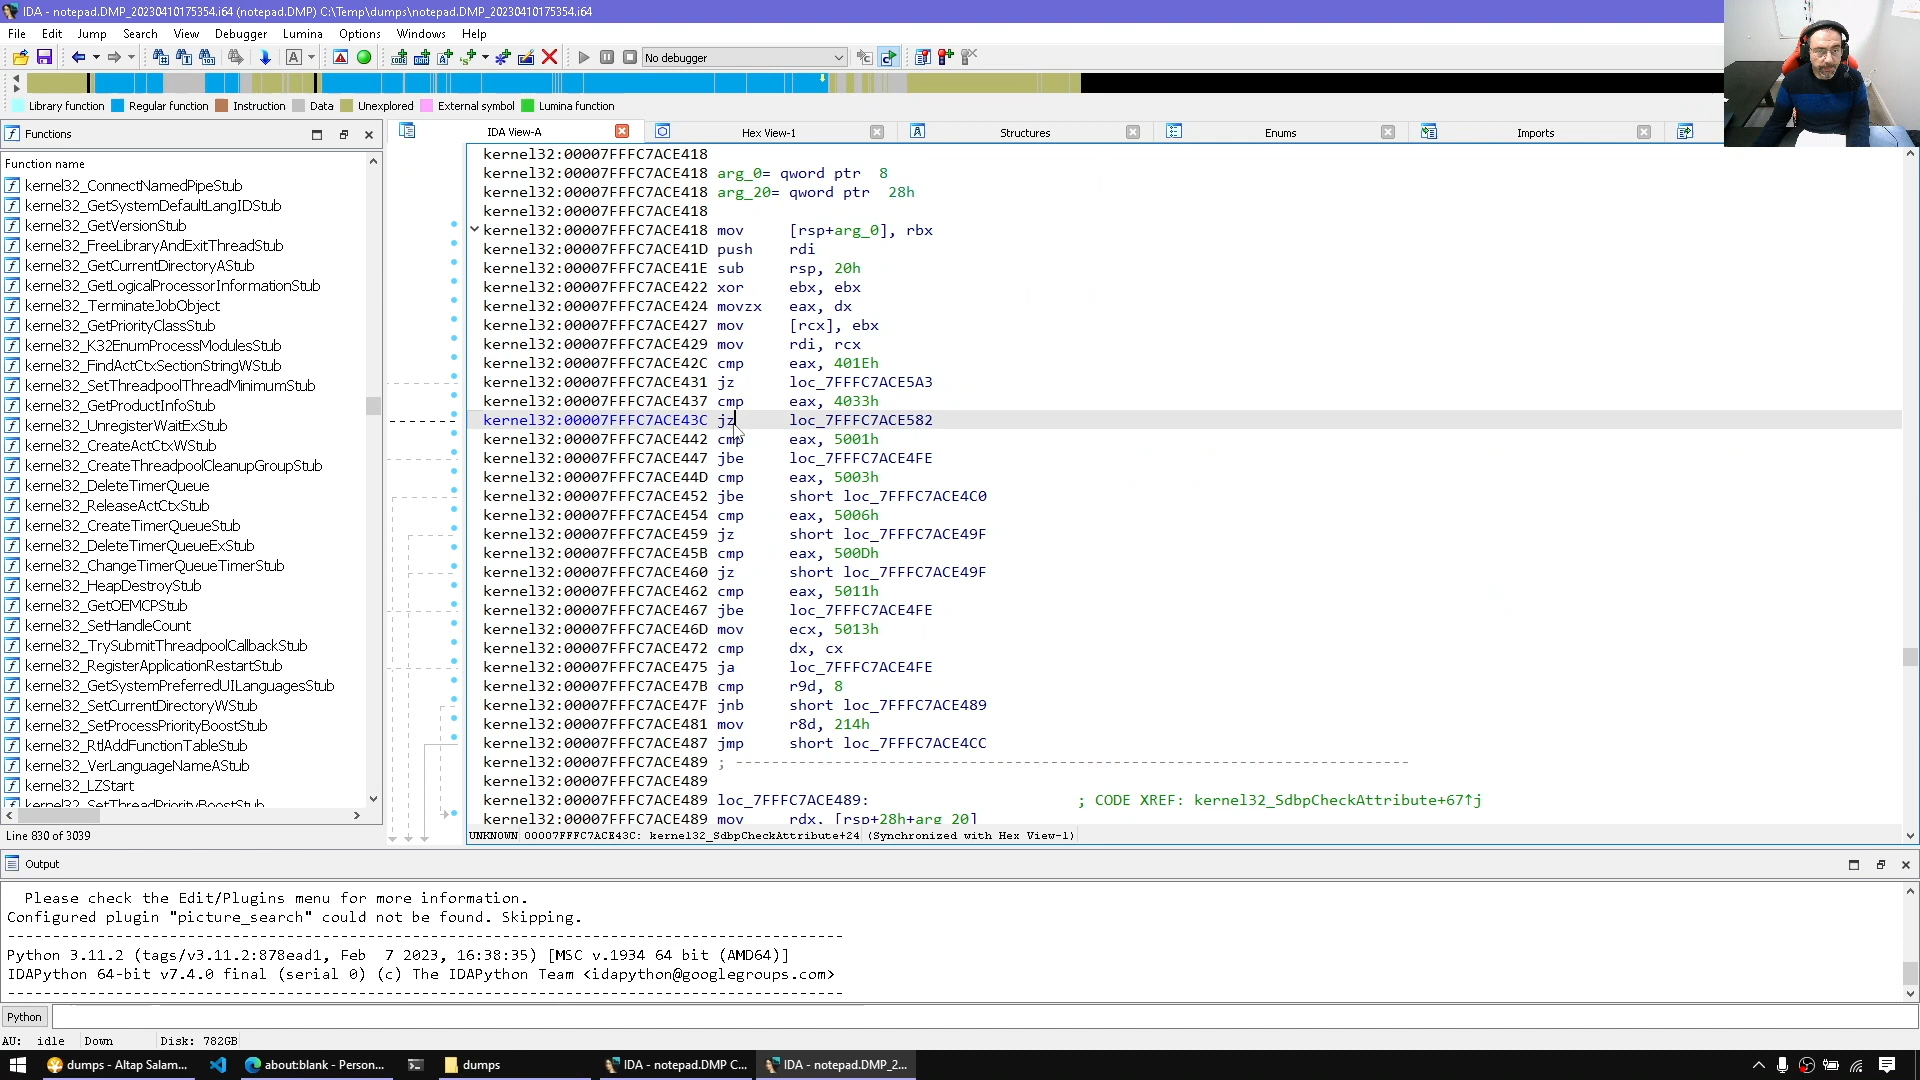 IDA - notepad.DMP_20230410175354.i64 (notepad.DMP) C:\Temp\dumps\notepad.DMP_20230410175354.i64
File Edit Jump Search View Debugger Lumina Options Windows Help
No debugger
Library function Regular function Instruction Data Unexplored External symbol Lumina function
Functions
IDA View-A Hex View-1 Structures Enums Imports
Function name
kernel32_ConnectNamedPipeStub
kernel32_GetSystemDefaultLangIDStub
kernel32_GetVersionStub
kernel32_FreeLibraryAndExitThreadStub
kernel32_GetCurrentDirectoryAStub
kernel32_GetLogicalProcessorInformationStub
kernel32_TerminateJobObject
kernel32_GetPriorityClassStub
kernel32_K32EnumProcessModulesStub
kernel32_FindActCtxSectionStringWStub
kernel32_SetThreadpoolThreadMinimumStub
kernel32_GetProductInfoStub
kernel32_UnregisterWaitExStub
kernel32_CreateActCtxWStub
kernel32_CreateThreadpoolCleanupGroupStub
kernel32_DeleteTimerQueue
kernel32_ReleaseActCtxStub
kernel32_CreateTimerQueueStub
kernel32_DeleteTimerQueueExStub
kernel32_ChangeTimerQueueTimerStub
kernel32_HeapDestroyStub
kernel32_GetOEMCPStub
kernel32_SetHandleCount
kernel32_TrySubmitThreadpoolCallbackStub
kernel32_RegisterApplicationRestartStub
kernel32_GetSystemPreferredUILanguagesStub
kernel32_SetCurrentDirectoryWStub
kernel32_SetProcessPriorityBoostStub
kernel32_RtlAddFunctionTableStub
kernel32_VerLanguageNameAStub
kernel32_LZStart
kernel32_SetThreadPriorityBoostStub
Line 830 of 3039
kernel32:00007FFFC7ACE418
kernel32:00007FFFC7ACE418 arg_0= qword ptr  8
kernel32:00007FFFC7ACE418 arg_20= qword ptr  28h
kernel32:00007FFFC7ACE418
kernel32:00007FFFC7ACE418 mov     [rsp+arg_0], rbx
kernel32:00007FFFC7ACE41D push    rdi
kernel32:00007FFFC7ACE41E sub     rsp, 20h
kernel32:00007FFFC7ACE422 xor     ebx, ebx
kernel32:00007FFFC7ACE424 movzx   eax, dx
kernel32:00007FFFC7ACE427 mov     [rcx], ebx
kernel32:00007FFFC7ACE429 mov     rdi, rcx
kernel32:00007FFFC7ACE42C cmp     eax, 401Eh
kernel32:00007FFFC7ACE431 jz      loc_7FFFC7ACE5A3
kernel32:00007FFFC7ACE437 cmp     eax, 4033h
kernel32:00007FFFC7ACE43C jz      loc_7FFFC7ACE582
kernel32:00007FFFC7ACE442 cmp     eax, 5001h
kernel32:00007FFFC7ACE447 jbe     loc_7FFFC7ACE4FE
kernel32:00007FFFC7ACE44D cmp     eax, 5003h
kernel32:00007FFFC7ACE452 jbe     short loc_7FFFC7ACE4C0
kernel32:00007FFFC7ACE454 cmp     eax, 5006h
kernel32:00007FFFC7ACE459 jz      short loc_7FFFC7ACE49F
kernel32:00007FFFC7ACE45B cmp     eax, 500Dh
kernel32:00007FFFC7ACE460 jz      short loc_7FFFC7ACE49F
kernel32:00007FFFC7ACE462 cmp     eax, 5011h
kernel32:00007FFFC7ACE467 jbe     loc_7FFFC7ACE4FE
kernel32:00007FFFC7ACE46D mov     ecx, 5013h
kernel32:00007FFFC7ACE472 cmp     dx, cx
kernel32:00007FFFC7ACE475 ja      loc_7FFFC7ACE4FE
kernel32:00007FFFC7ACE47B cmp     r9d, 8
kernel32:00007FFFC7ACE47F jnb     short loc_7FFFC7ACE489
kernel32:00007FFFC7ACE481 mov     r8d, 214h
kernel32:00007FFFC7ACE487 jmp     short loc_7FFFC7ACE4CC
kernel32:00007FFFC7ACE489 ; ---------------------------------------------------------------------------
kernel32:00007FFFC7ACE489
kernel32:00007FFFC7ACE489 loc_7FFFC7ACE489:                       ; CODE XREF: kernel32_SdbpCheckAttribute+67↑j
kernel32:00007FFFC7ACE489 mov     rdx, [rsp+28h+arg_20]
UNKNOWN 00007FFFC7ACE43C: kernel32_SdbpCheckAttribute+24 (Synchronized with Hex View-1)
Output
Please check the Edit/Plugins menu for more information.
Configured plugin "picture_search" could not be found. Skipping.
---------------------------------------------------------------------------------------------
Python 3.11.2 (tags/v3.11.2:878ead1, Feb  7 2023, 16:38:35) [MSC v.1934 64 bit (AMD64)]
IDAPython 64-bit v7.4.0 final (serial 0) (c) The IDAPython Team <idapython@googlegroups.com>
---------------------------------------------------------------------------------------------
Python
AU: idle Down Disk: 782GB
dumps - Altap Salam... about:blank - Person... dumps IDA - notepad.DMP C... IDA - notepad.DMP_2...